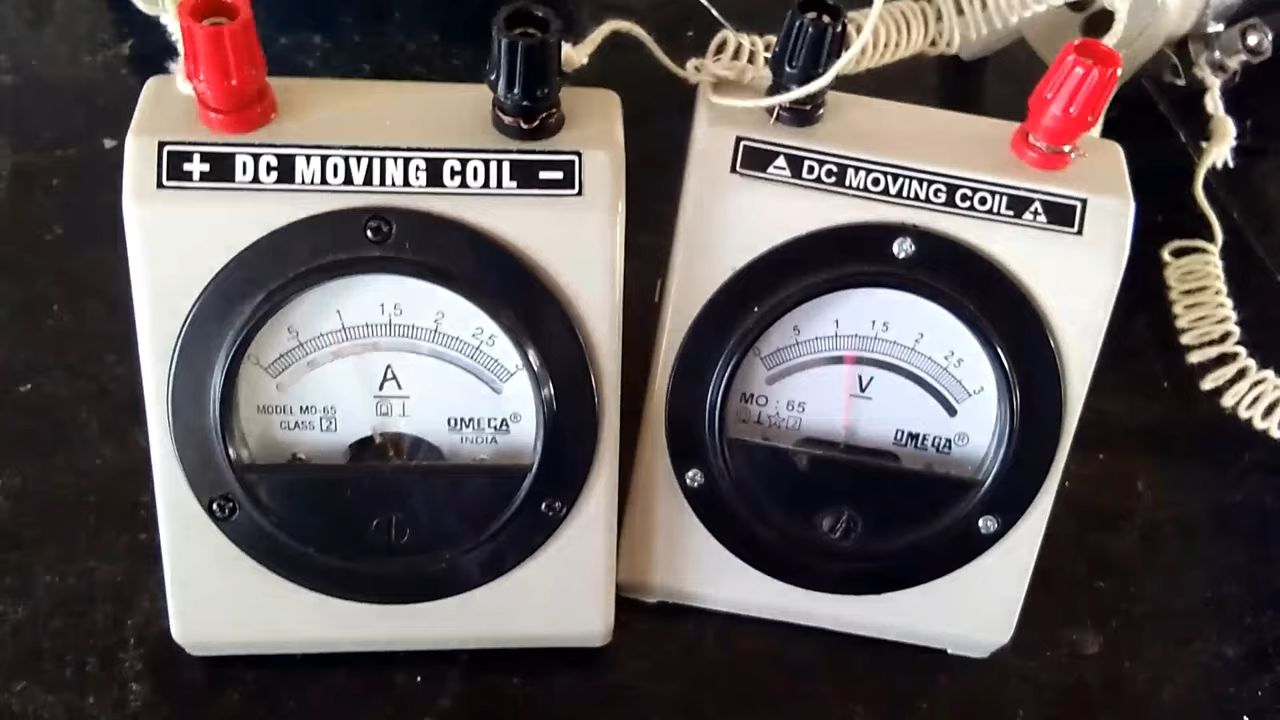 + DC MOVING COIL −
0 .5 1 1.5 2 2.5 3
A
MODEL MO-65
CLASS 2
OMEGA®
INDIA
− DC MOVING COIL +
0 .5 1 1.5 2 2.5 3
V
MO : 65
2
OMEGA®